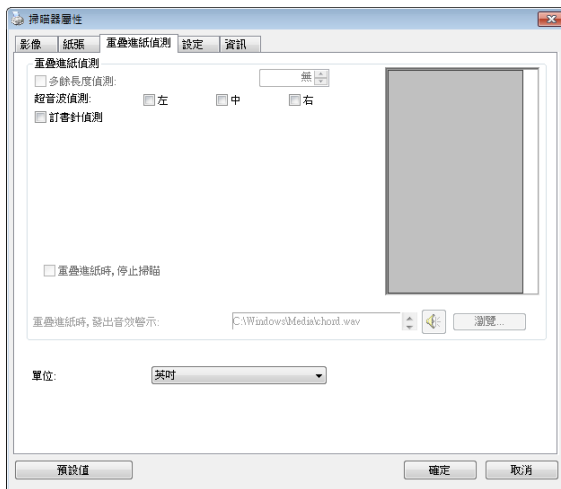 掃瞄器屬性
影像 紙張 重疊進紙偵測 設定 資訊
重疊進紙偵測
多餘長度偵測: 無
超音波偵測: 左 中 右
訂書針偵測
重疊進紙時, 停止掃瞄
重疊進紙時, 發出音效警示: C:\Windows\Media\chord.wav 瀏覽...
單位: 英吋
預設值 確定 取消